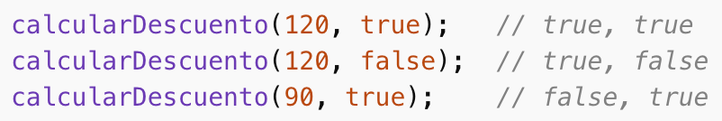 calcularDescuento(120, true);   // true, true
calcularDescuento(120, false);  // true, false
calcularDescuento(90, true);    // false, true